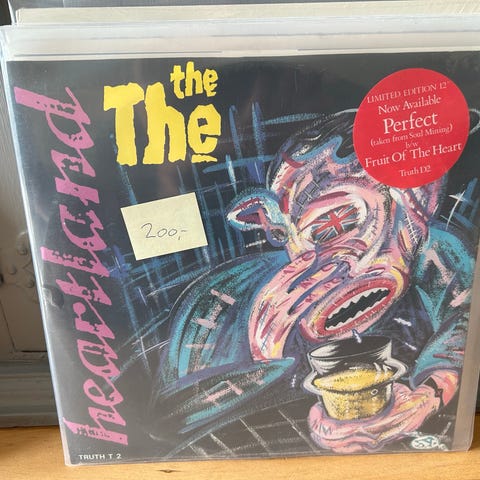 the
The
heartland
LIMITED EDITION 12"
Now Available
Perfect
(taken from Soul Mining)
b/w
Fruit Of The Heart
Truth D2
200,-
TRUTH T 2